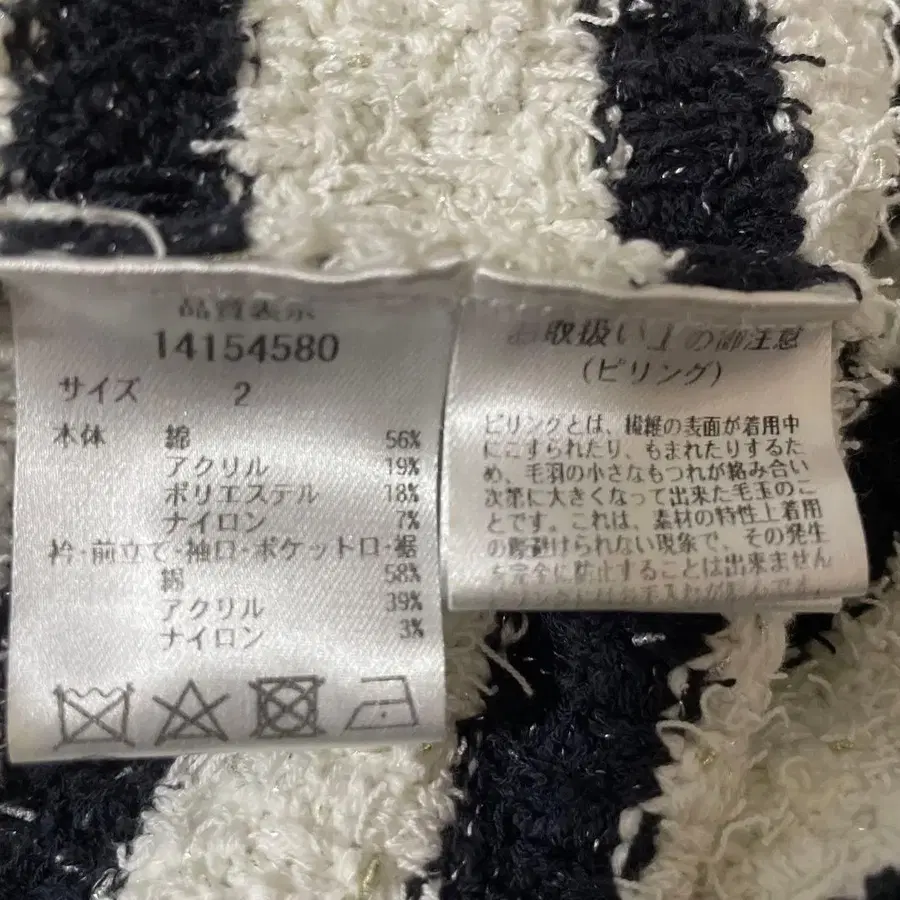 品質表示
14154580
サイズ 2
本体 綿 56%
アクリル 19%
ポリエステル 18%
ナイロン 7%
衿・前立て・袖口・ポケット口・裾
綿 58%
アクリル 39%
ナイロン 3%
お取扱い上の御注意
(ピリング)
ピリングとは、繊維の表面が着用中
にこすられたり、もまれたりするた
め、毛羽の小さなもつれが絡み合い
次第に大きくなって出来た毛玉のこ
とです。これは、素材の特性上着用
の際避けられない現象で、その発生
を完全に防止することは出来ません